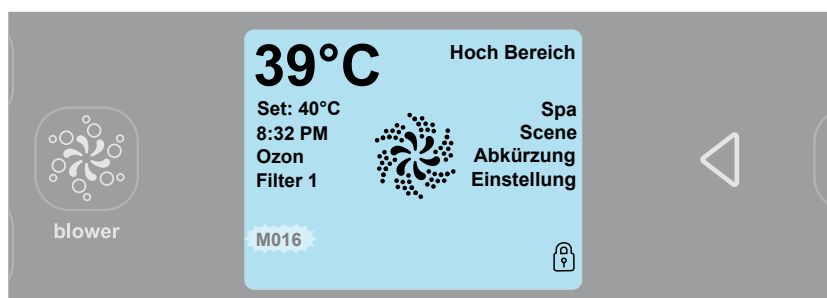 39°C
Hoch Bereich
Set: 40°C
8:32 PM
Ozon
Filter 1
Spa
Scene
Abkürzung
Einstellung
M016
blower